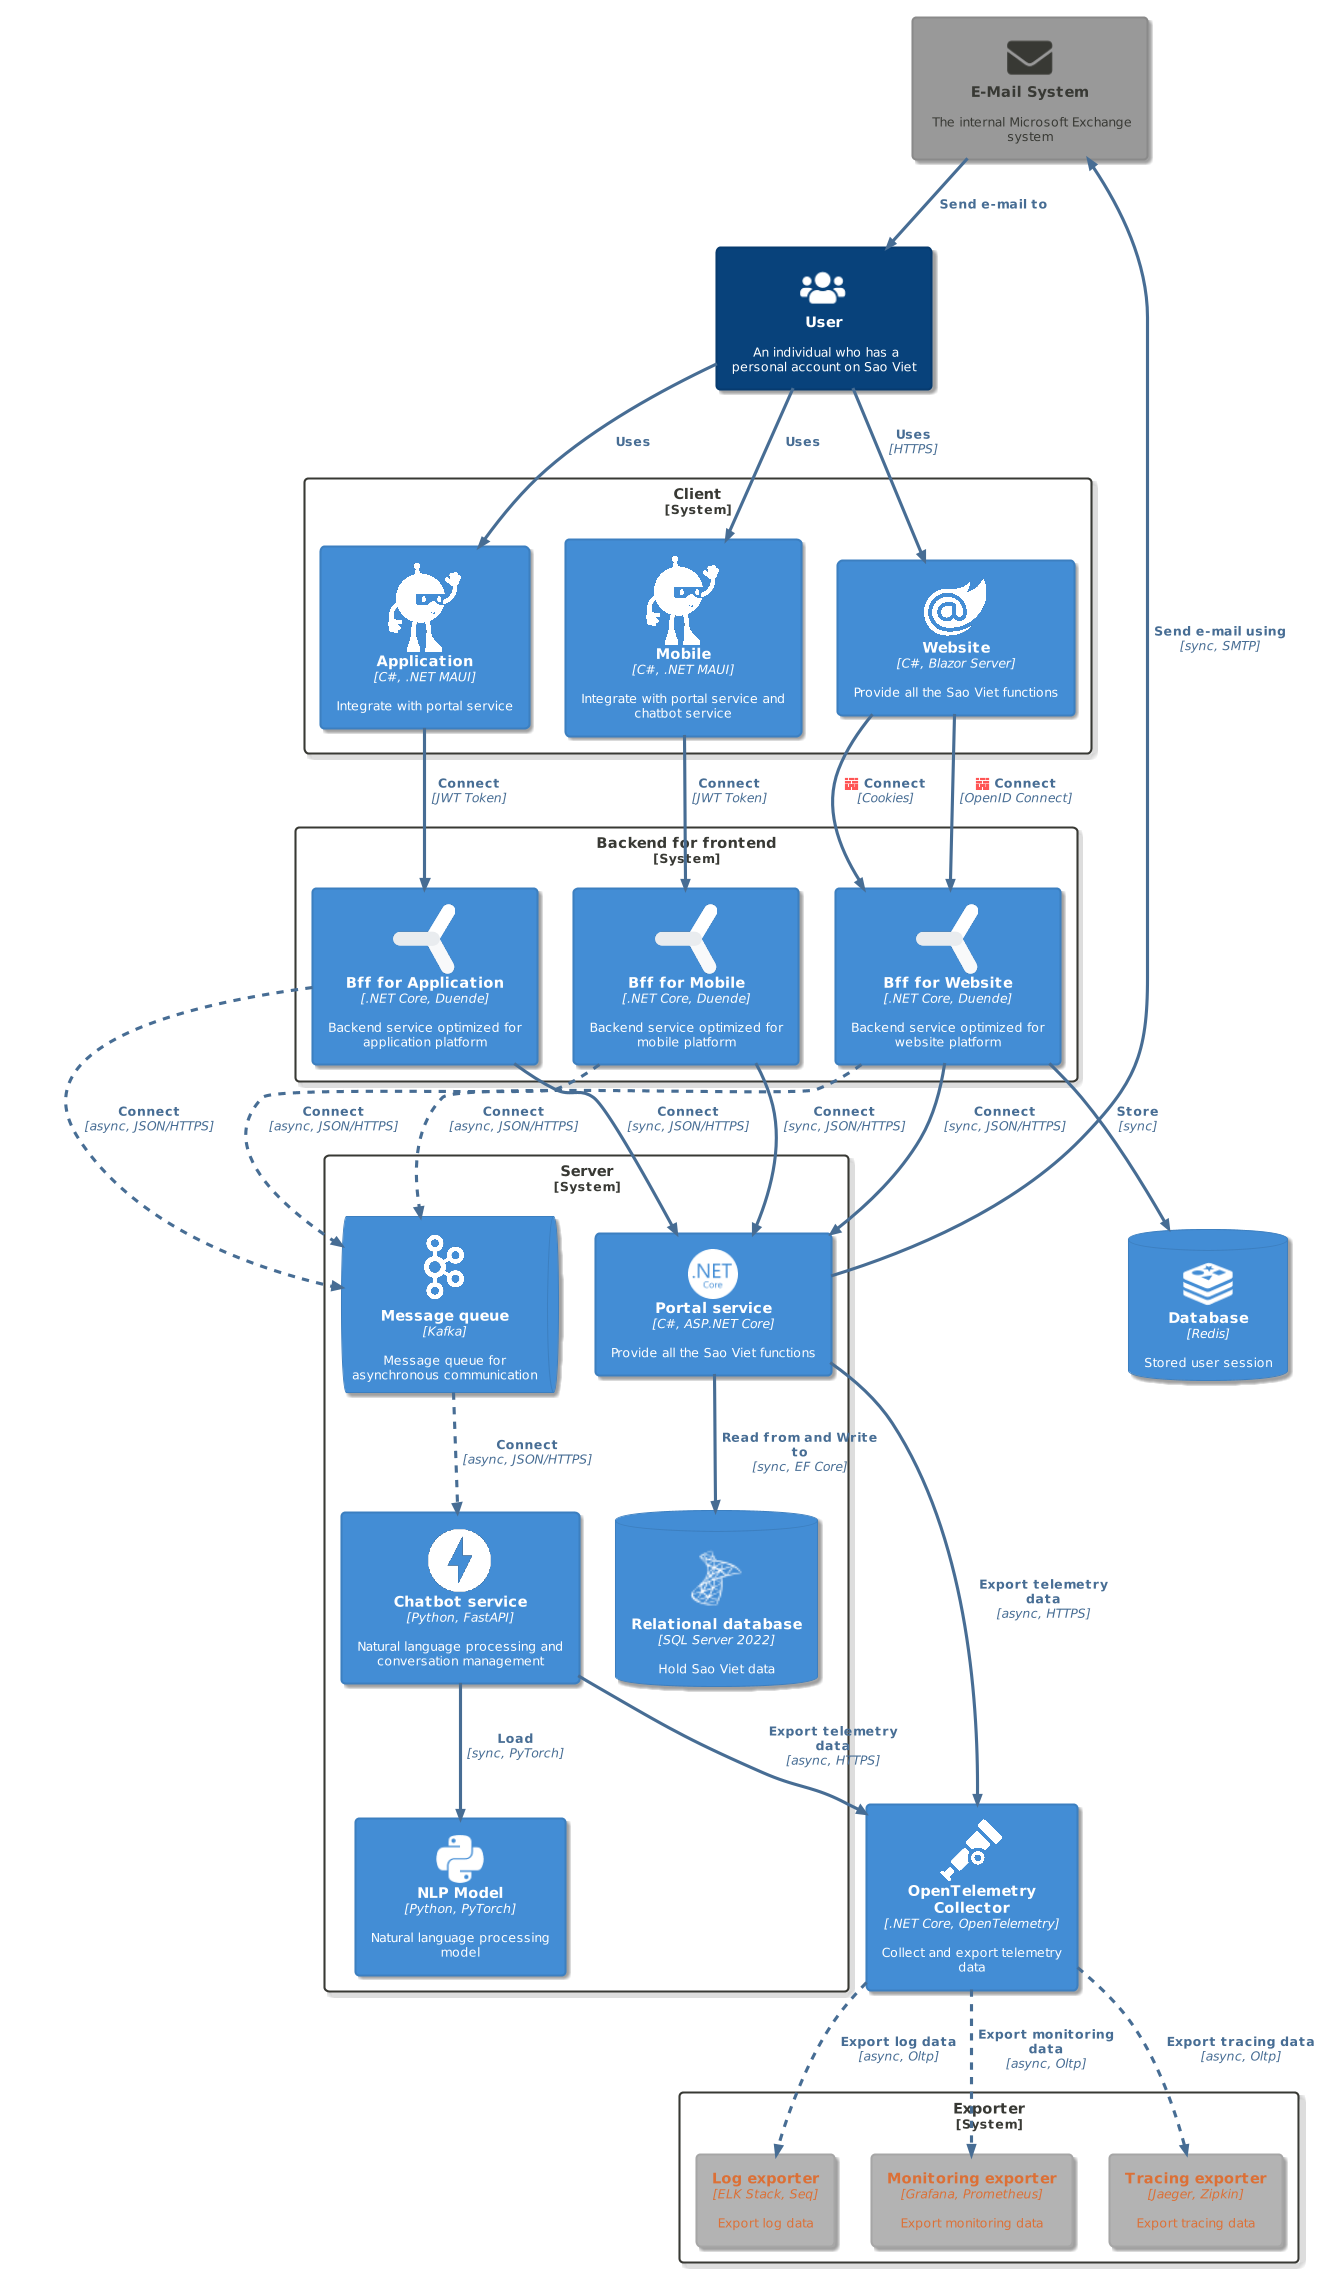 E-Mail System
The internal Microsoft Exchange
system
Send e-mail to
User
An individual who has a
personal account on Sao Viet
Uses
Uses
Uses
[HTTPS]
Client
[System]
Application
[C#, .NET MAUI]
Integrate with portal service
Mobile
[C#, .NET MAUI]
Integrate with portal service and
chatbot service
Website
[C#, Blazor Server]
Provide all the Sao Viet functions
Send e-mail using
[sync, SMTP]
Connect
[JWT Token]
Connect
[JWT Token]
Connect
[Cookies]
Connect
[OpenID Connect]
Backend for frontend
[System]
Bff for Application
[.NET Core, Duende]
Backend service optimized for
application platform
Bff for Mobile
[.NET Core, Duende]
Backend service optimized for
mobile platform
Bff for Website
[.NET Core, Duende]
Backend service optimized for
website platform
Connect
[async, JSON/HTTPS]
Connect
[async, JSON/HTTPS]
Connect
[async, JSON/HTTPS]
Connect
[sync, JSON/HTTPS]
Connect
[sync, JSON/HTTPS]
Connect
[sync, JSON/HTTPS]
Store
[sync]
Server
[System]
Message queue
[Kafka]
Message queue for
asynchronous communication
.NET
Core
Portal service
[C#, ASP.NET Core]
Provide all the Sao Viet functions
Database
[Redis]
Stored user session
Connect
[async, JSON/HTTPS]
Read from and Write
to
[sync, EF Core]
Chatbot service
[Python, FastAPI]
Natural language processing and
conversation management
Relational database
[SQL Server 2022]
Hold Sao Viet data
Export telemetry
data
[async, HTTPS]
Load
[sync, PyTorch]
Export telemetry
data
[async, HTTPS]
NLP Model
[Python, PyTorch]
Natural language processing
model
OpenTelemetry
Collector
[.NET Core, OpenTelemetry]
Collect and export telemetry
data
Export log data
[async, Oltp]
Export monitoring
data
[async, Oltp]
Export tracing data
[async, Oltp]
Exporter
[System]
Log exporter
[ELK Stack, Seq]
Export log data
Monitoring exporter
[Grafana, Prometheus]
Export monitoring data
Tracing exporter
[Jaeger, Zipkin]
Export tracing data